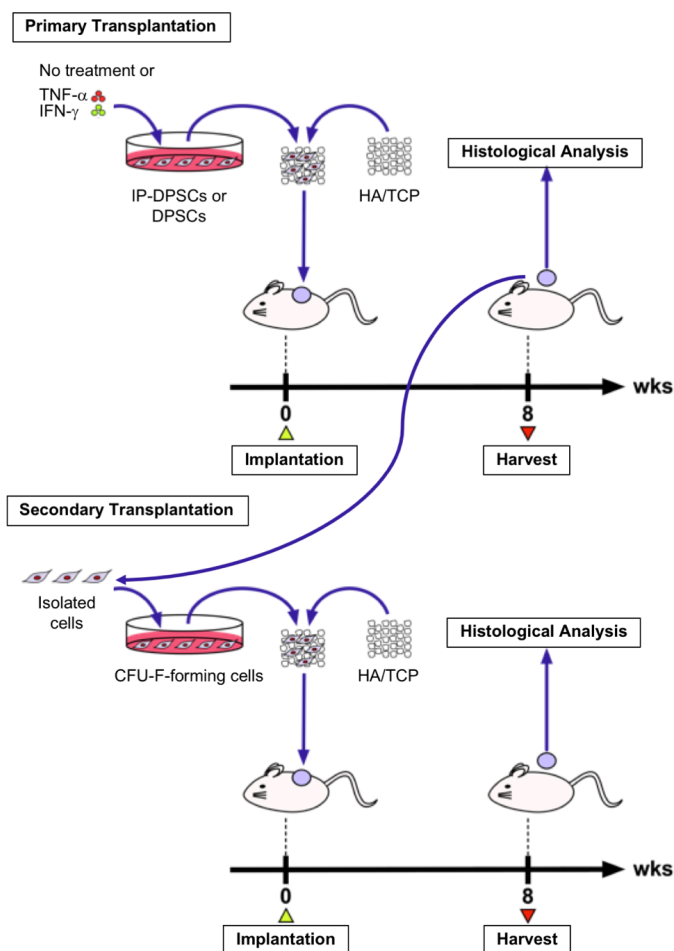 Primary Transplantation
No treatment or
TNF-α
IFN-γ
IP-DPSCs or
DPSCs
HA/TCP
Histological Analysis
wks
0
8
Implantation
Harvest
Secondary Transplantation
Isolated
cells
CFU-F-forming cells
HA/TCP
Histological Analysis
wks
0
8
Implantation
Harvest